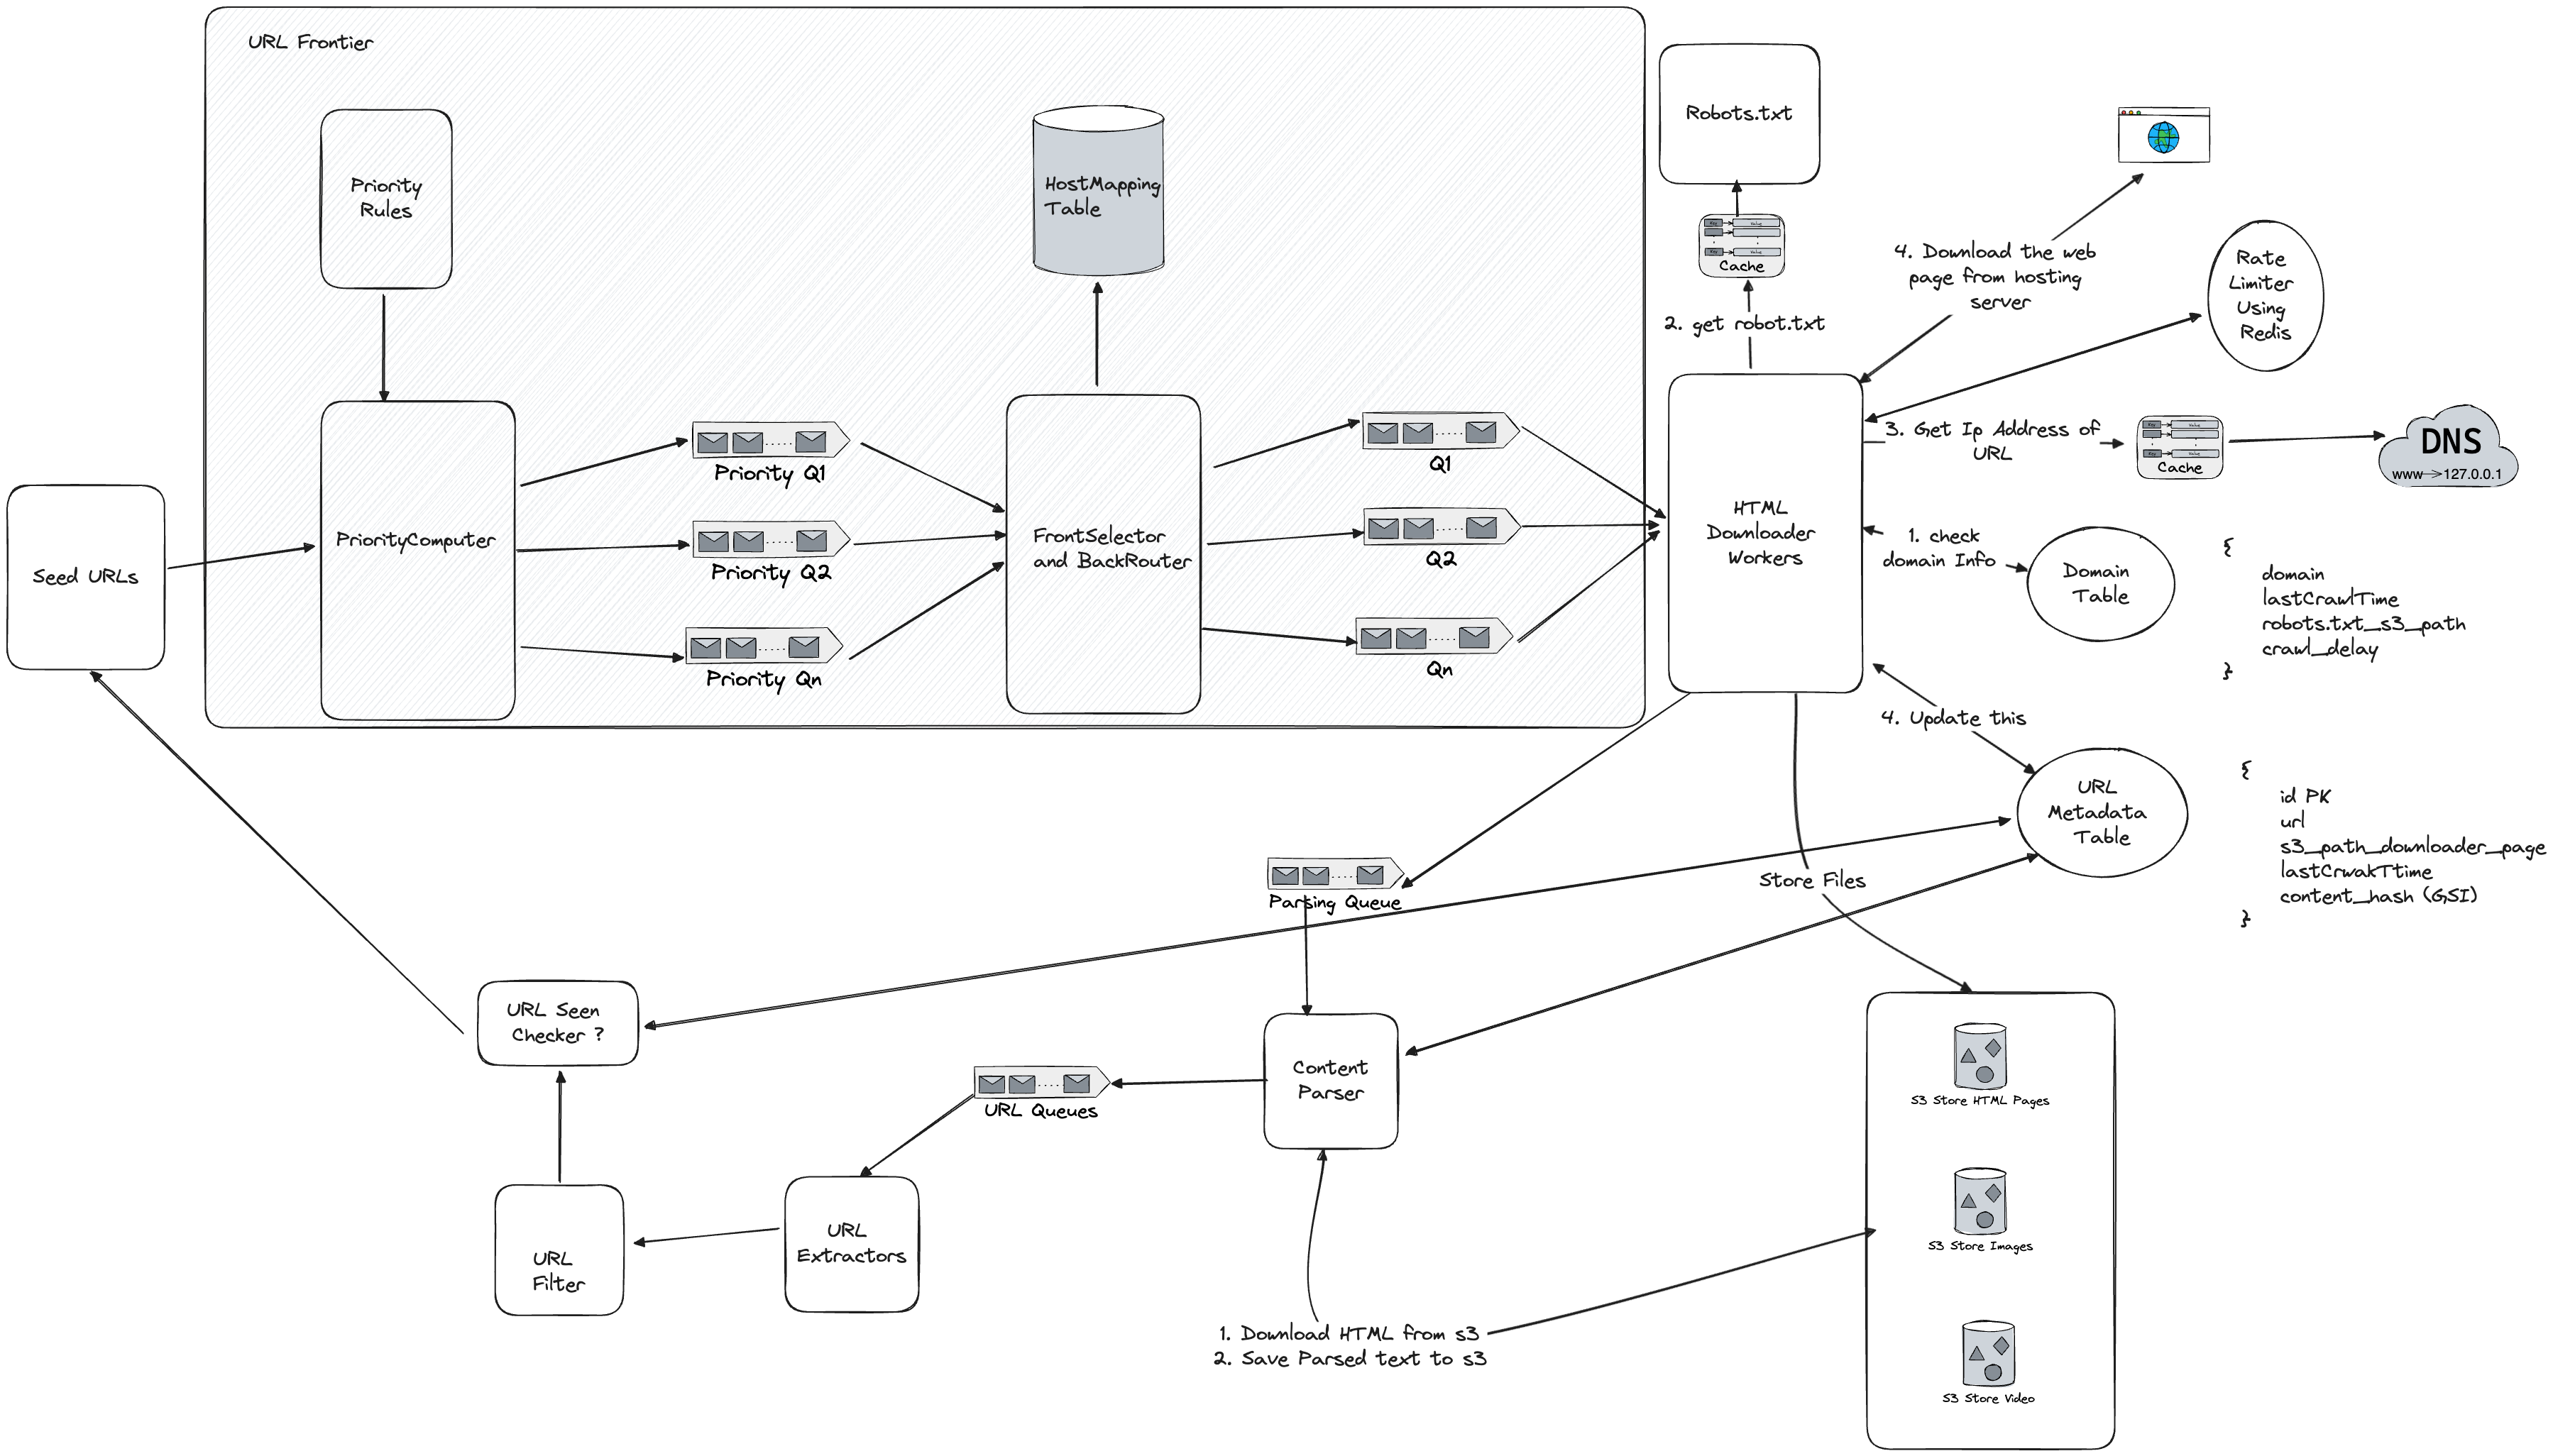 URL Frontier
Priority
Rules
HostMapping
Table
Robots.txt
Cache
2. get robot.txt
4. Download the web
page from hosting
server
Rate
Limiter
Using
Redis
Seed URLs
PriorityComputer
Priority Q1
Priority Q2
Priority Qn
FrontSelector
and BackRouter
Q1
Q2
Qn
HTML
Downloader
Workers
3. Get Ip Address of
URL
Cache
DNS
www->127.0.0.1
1. check
domain Info
Domain
Table
{
domain
lastCrawlTime
robots.txt_s3_path
crawl_delay
}
4. Update this
URL
Metadata
Table
{
id PK
url
s3_path_downloader_page
lastCrwakTtime
content_hash (GSI)
}
Parsing Queue
Store Files
URL Seen
Checker ?
Content
Parser
URL Queues
URL
Filter
URL
Extractors
1. Download HTML from s3
2. Save Parsed text to s3
S3 Store HTML Pages
S3 Store Images
S3 Store Video